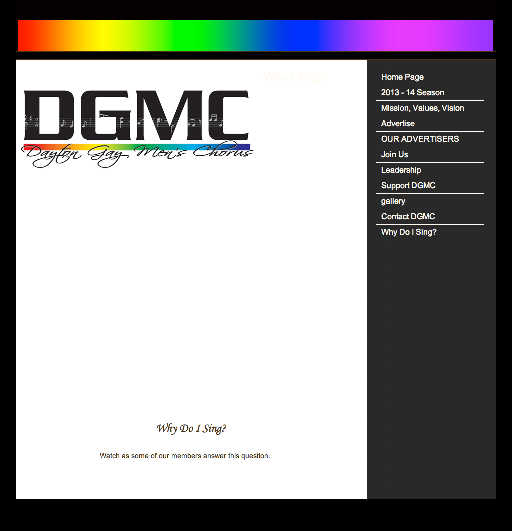 Why I Sing?
DGMC
Dayton Gay Men's Chorus
Home Page
2013 - 14 Season
Mission, Values, Vision
Advertise
OUR ADVERTISERS
Join Us
Leadership
Support DGMC
gallery
Contact DGMC
Why Do I Sing?
Why Do I Sing?
Watch as some of our members answer this question.